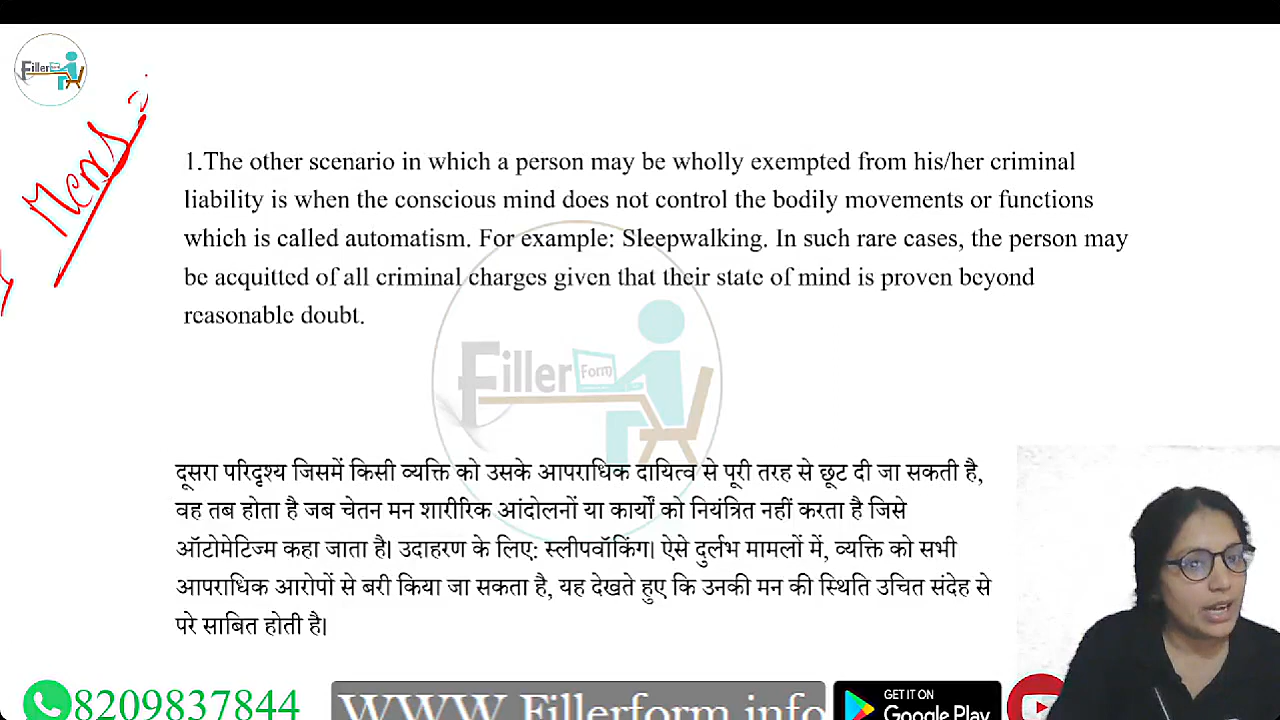 Filler Form
Mens
1.The other scenario in which a person may be wholly exempted from his/her criminal
liability is when the conscious mind does not control the bodily movements or functions
which is called automatism. For example: Sleepwalking. In such rare cases, the person may
be acquitted of all criminal charges given that their state of mind is proven beyond
reasonable doubt.
Filler Form
दूसरा परिदृश्य जिसमें किसी व्यक्ति को उसके आपराधिक दायित्व से पूरी तरह से छूट दी जा सकती है,
वह तब होता है जब चेतन मन शारीरिक आंदोलनों या कार्यों को नियंत्रित नहीं करता है जिसे
ऑटोमेटिज्म कहा जाता है। उदाहरण के लिए: स्लीपवॉकिंग। ऐसे दुर्लभ मामलों में, व्यक्ति को सभी
आपराधिक आरोपों से बरी किया जा सकता है, यह देखते हुए कि उनकी मन की स्थिति उचित संदेह से
परे साबित होती है।
8209837844
WWW.Fillerform.info
GET IT ON
Google Play